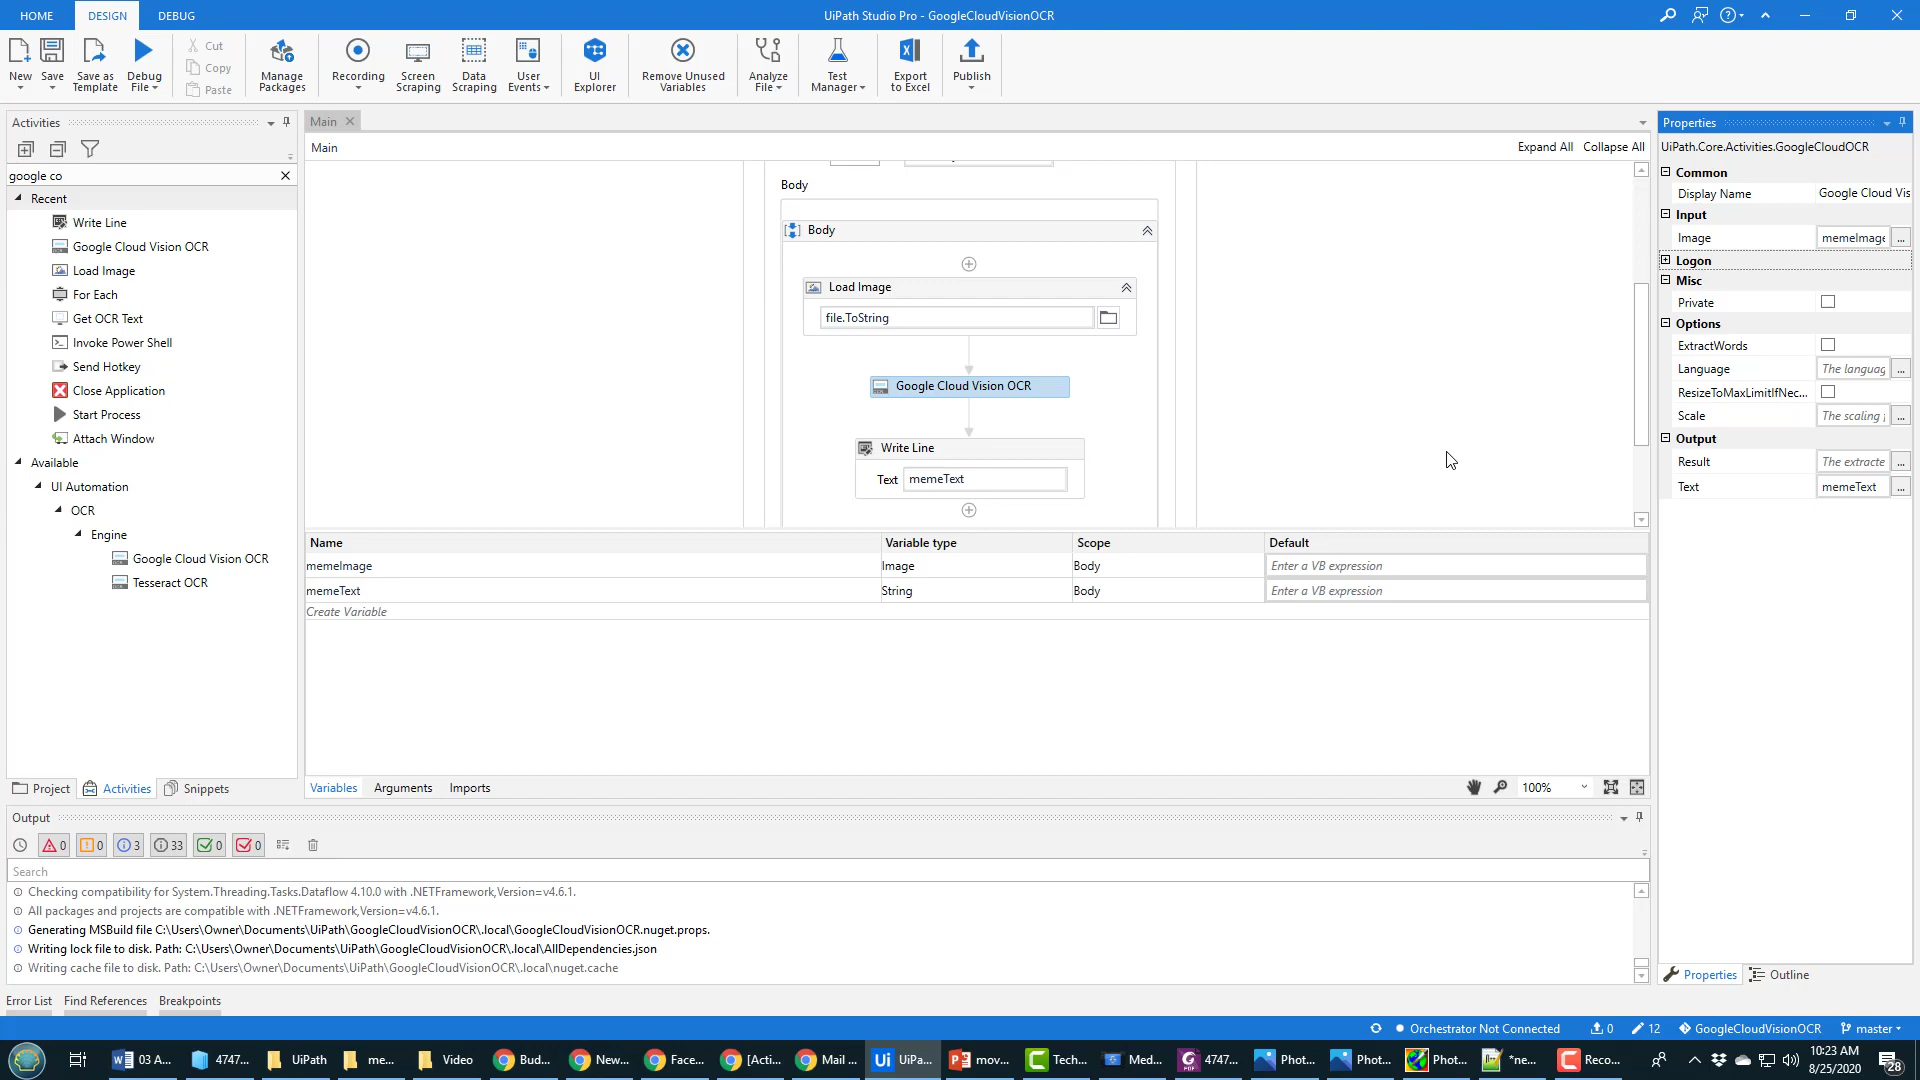 HOME DESIGN DEBUG UiPath Studio Pro - GoogleCloudVisionOCR
New Save Save as Template Debug File Cut Copy Paste Manage Packages Recording Screen Scraping Data Scraping User Events UI Explorer Remove Unused Variables Analyze File Test Manager Export to Excel Publish
Activities
google co
Recent
Write Line
Google Cloud Vision OCR
Load Image
For Each
Get OCR Text
Invoke Power Shell
Send Hotkey
Close Application
Start Process
Attach Window
Available
UI Automation
OCR
Engine
Google Cloud Vision OCR
Tesseract OCR
Project Activities Snippets
Main
Main Expand All Collapse All
Body
Body
Load Image
file.ToString
Google Cloud Vision OCR
Write Line
Text memeText
Name Variable type Scope Default
memeImage Image Body Enter a VB expression
memeText String Body Enter a VB expression
Create Variable
Variables Arguments Imports 100%
Properties
UiPath.Core.Activities.GoogleCloudOCR
Common
Display Name Google Cloud Vis
Input
Image memeImage ...
Logon
Misc
Private
Options
ExtractWords
Language The languag ...
ResizeToMaxLimitIfNec...
Scale The scaling ...
Output
Result The extracte ...
Text memeText ...
Properties Outline
Output
0 0 3 33 0 0
Search
Checking compatibility for System.Threading.Tasks.Dataflow 4.10.0 with .NETFramework,Version=v4.6.1.
All packages and projects are compatible with .NETFramework,Version=v4.6.1.
Generating MSBuild file C:\Users\Owner\Documents\UiPath\GoogleCloudVisionOCR\.local\GoogleCloudVisionOCR.nuget.props.
Writing lock file to disk. Path: C:\Users\Owner\Documents\UiPath\GoogleCloudVisionOCR\.local\AllDependencies.json
Writing cache file to disk. Path: C:\Users\Owner\Documents\UiPath\GoogleCloudVisionOCR\.local\nuget.cache
Error List Find References Breakpoints
Orchestrator Not Connected 0 12 GoogleCloudVisionOCR master
03 A... 4747... UiPath me... Video Bud... New... Face... [Acti... Mail ... UiPa... mov... Tech... Med... 4747... Phot... Phot... Phot... *ne... Reco... 10:23 AM
8/25/2020 28